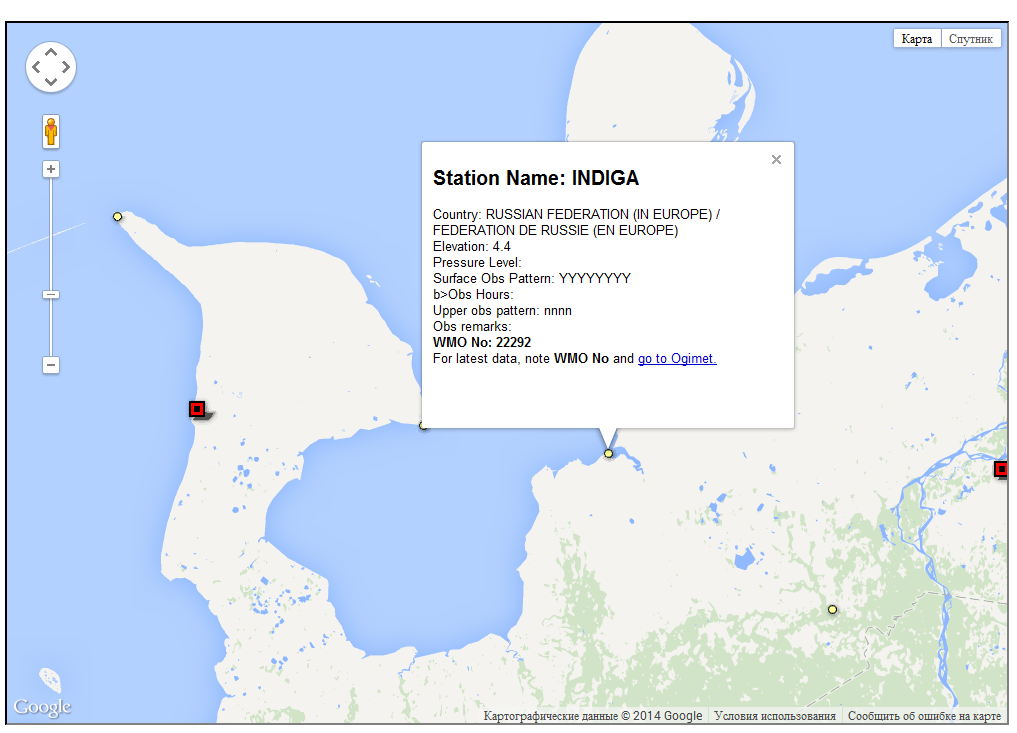 Карта Спутник
Station Name: INDIGA
Country: RUSSIAN FEDERATION (IN EUROPE) /
FEDERATION DE RUSSIE (EN EUROPE)
Elevation: 4.4
Pressure Level:
Surface Obs Pattern: YYYYYYYY
b>Obs Hours:
Upper obs pattern: nnnn
Obs remarks:
WMO No: 22292
For latest data, note WMO No and go to Ogimet.
Google
Картографические данные © 2014 Google Условия использования Сообщить об ошибке на карте